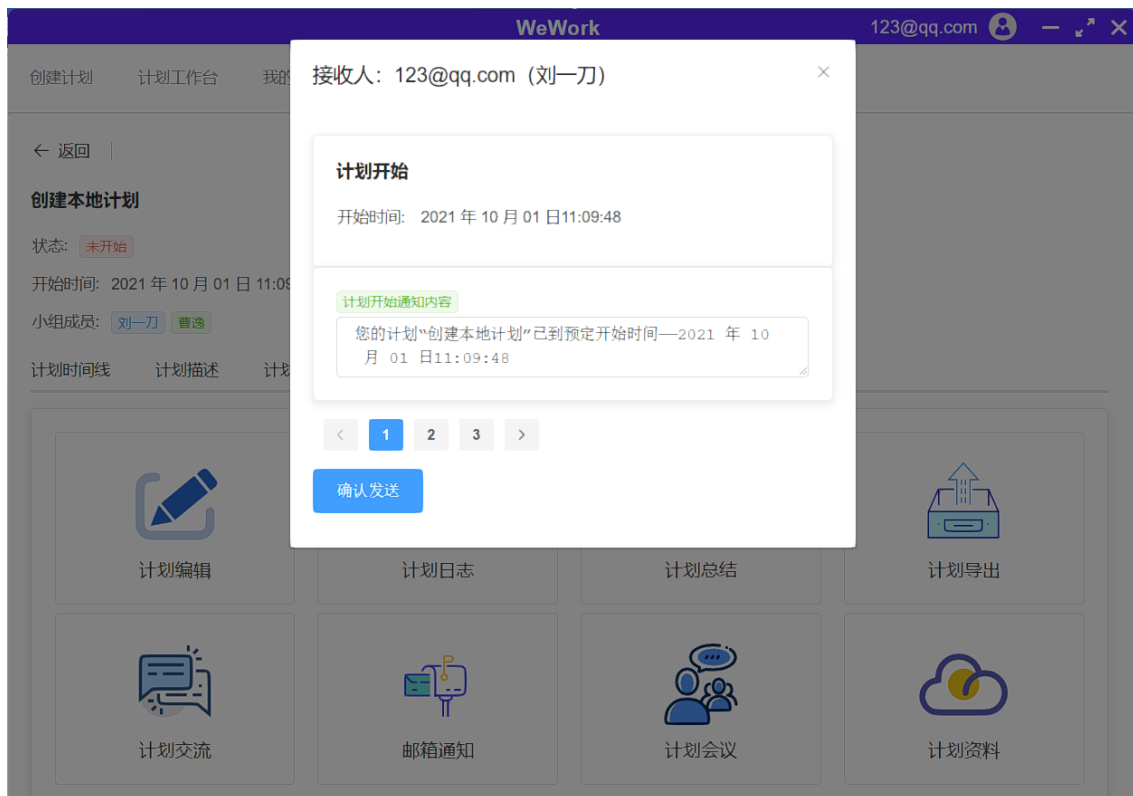 WeWork
123@qq.com
创建计划 计划工作台 我的
接收人：123@qq.com（刘一刀）
返回
计划开始
创建本地计划
开始时间： 2021 年 10 月 01 日11:09:48
状态: 未开始
开始时间: 2021 年 10 月 01 日 11:09
计划开始通知内容
小组成员: 刘一刀 曹逸
您的计划“创建本地计划”已到预定开始时间——2021 年 10
月 01 日11:09:48
计划时间线 计划描述
1 2 3
确认发送
计划编辑 计划日志 计划总结 计划导出
计划交流 邮箱通知 计划会议 计划资料